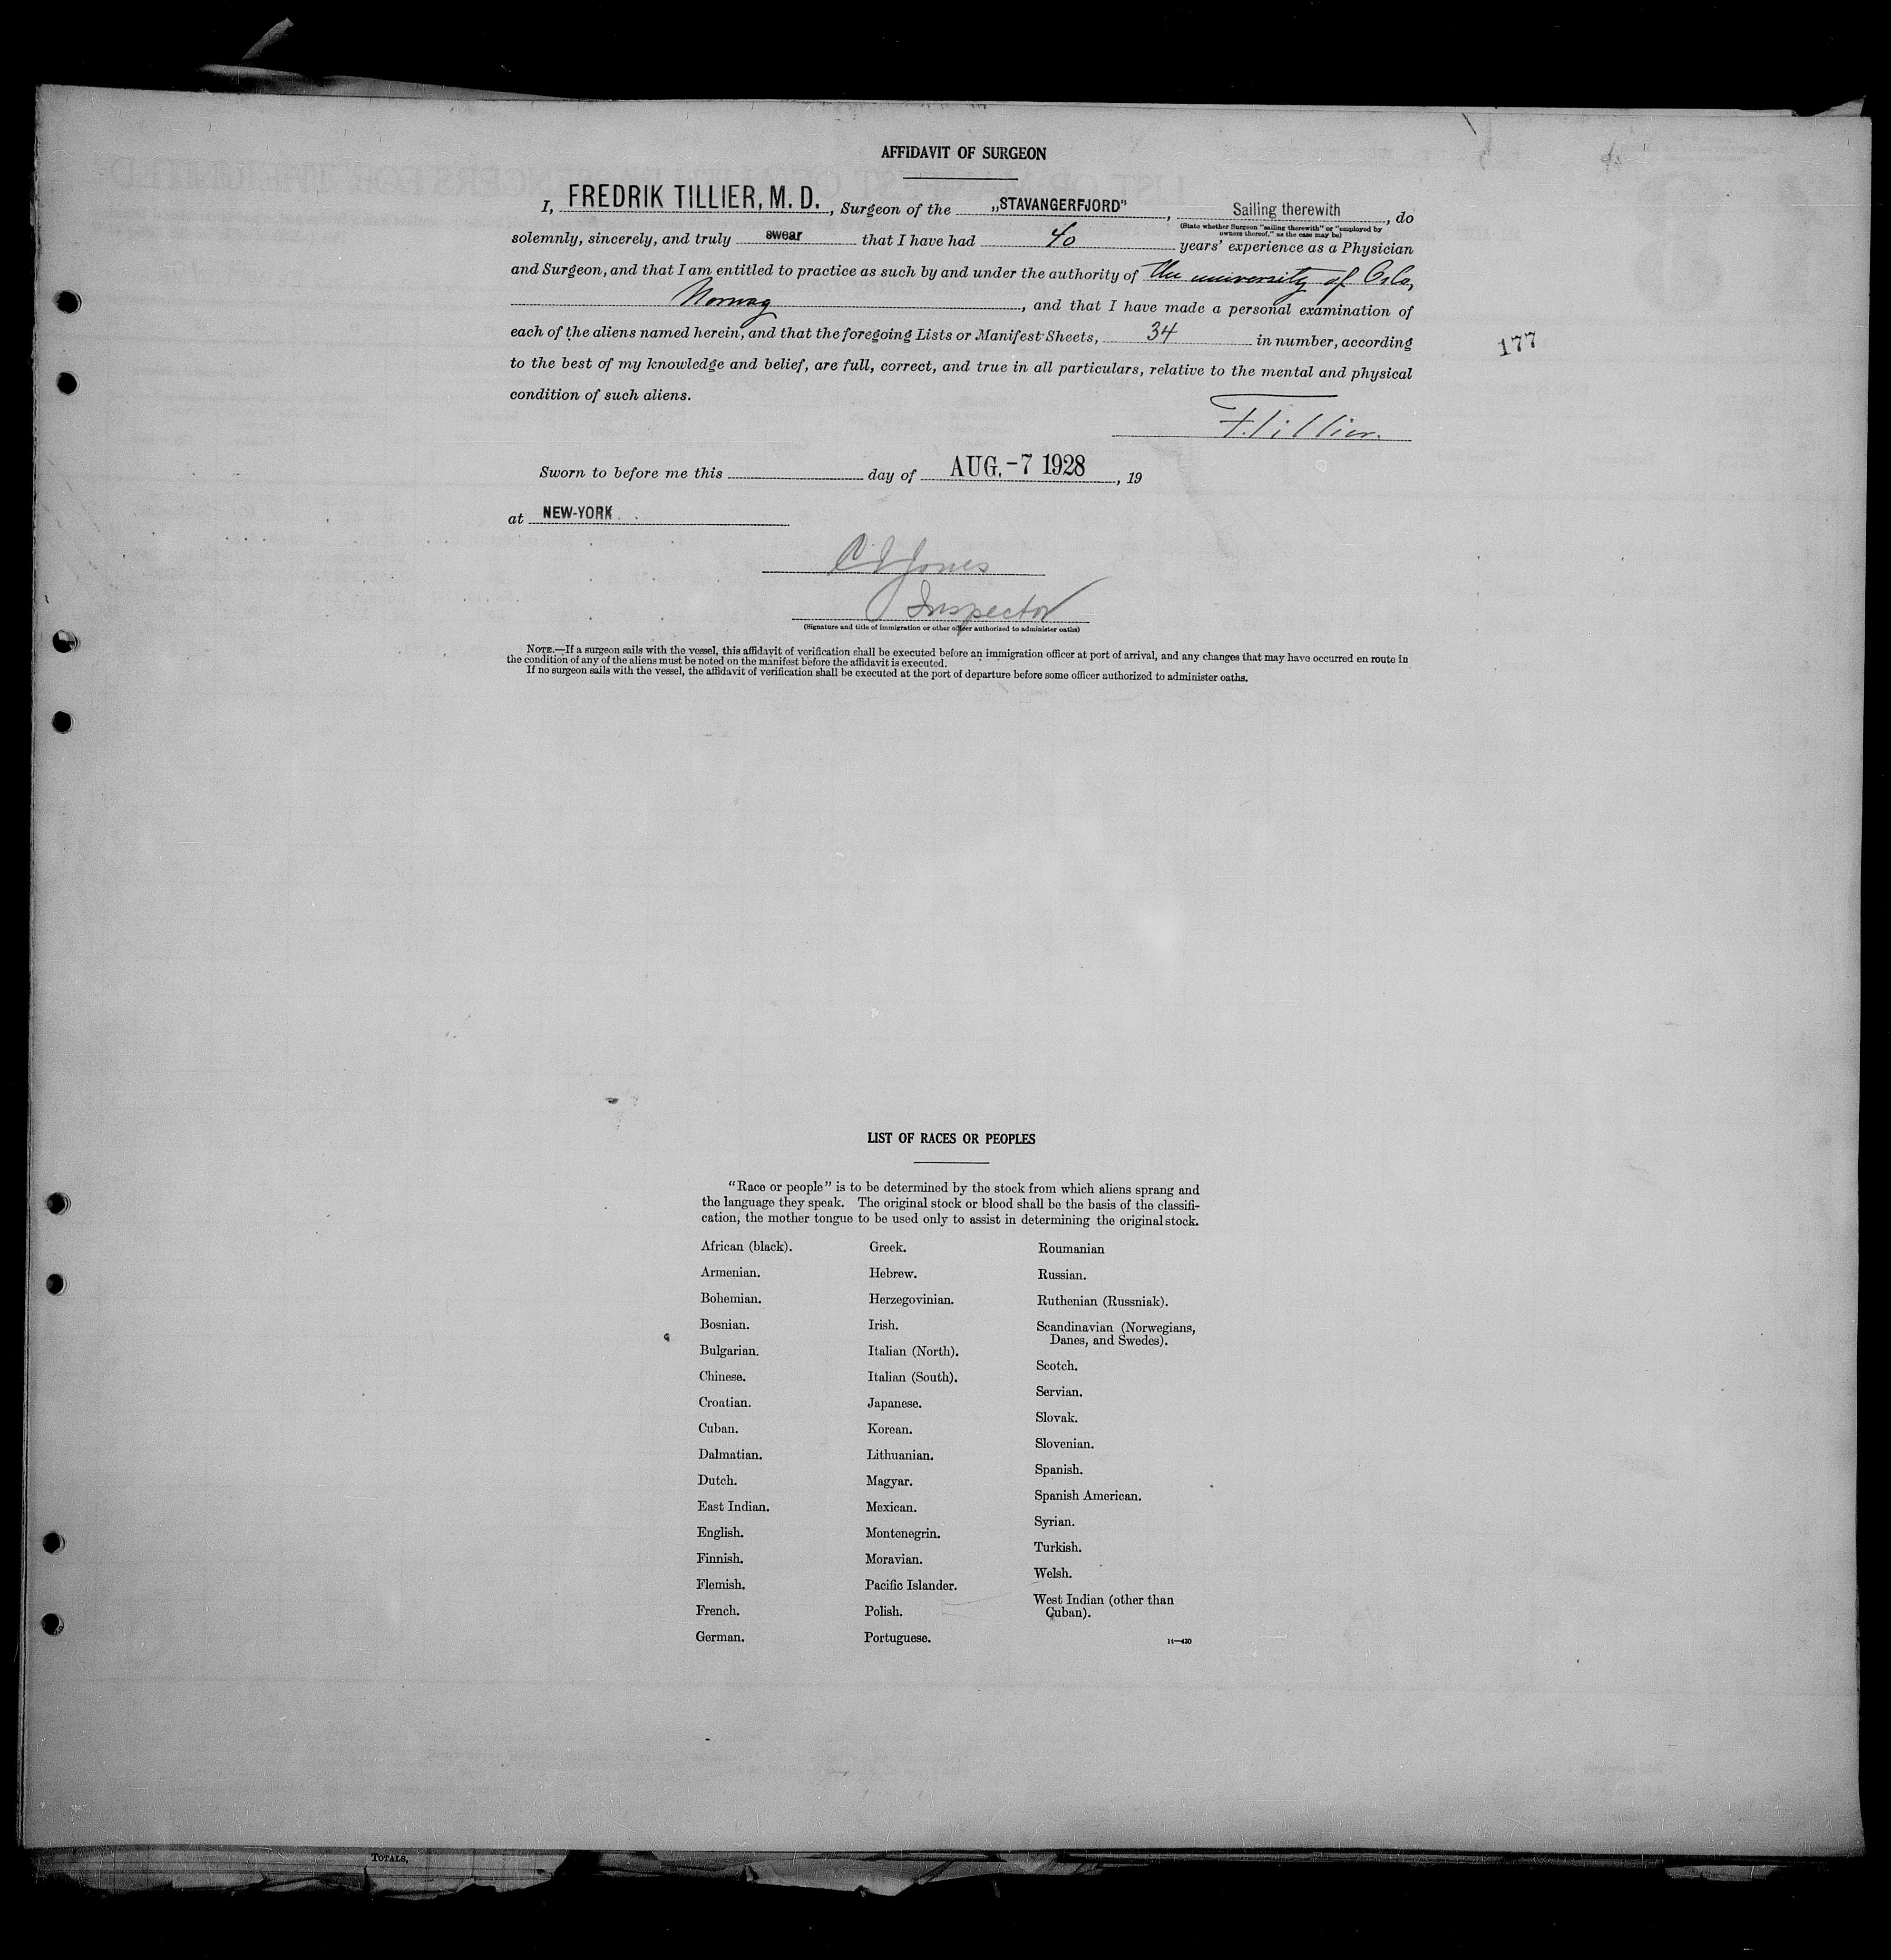 AFFIDAVIT OF SURGEON
I, FREDRIK TILLIER, M. D., Surgeon of the „STAVANGERFJORD", Sailing therewith, do
(State whether Surgeon "sailing therewith" or "employed by
owners thereof," as the case may be)
solemnly, sincerely, and truly swear that I have had 40 years' experience as a Physician
and Surgeon, and that I am entitled to practice as such by and under the authority of the university of Oslo,
Norway, and that I have made a personal examination of
each of the aliens named herein, and that the foregoing Lists or Manifest Sheets, 34 in number, according
177
to the best of my knowledge and belief, are full, correct, and true in all particulars, relative to the mental and physical
condition of such aliens.
F. Tillier.
Sworn to before me this day of AUG. -7 1928, 19
at NEW-YORK
Jones
Inspector
(Signature and title of immigration or other officer authorized to administer oaths)
NOTE.—If a surgeon sails with the vessel, this affidavit of verification shall be executed before an immigration officer at port of arrival, and any changes that may have occurred en route in
the condition of any of the aliens must be noted on the manifest before the affidavit is executed.
If no surgeon sails with the vessel, the affidavit of verification shall be executed at the port of departure before some officer authorized to administer oaths.
LIST OF RACES OR PEOPLES
"Race or people" is to be determined by the stock from which aliens sprang and
the language they speak. The original stock or blood shall be the basis of the classifi-
cation, the mother tongue to be used only to assist in determining the original stock.
African (black).
Armenian.
Bohemian.
Bosnian.
Bulgarian.
Chinese.
Croatian.
Cuban.
Dalmatian.
Dutch.
East Indian.
English.
Finnish.
Flemish.
French.
German.
Greek.
Hebrew.
Herzegovinian.
Irish.
Italian (North).
Italian (South).
Japanese.
Korean.
Lithuanian.
Magyar.
Mexican.
Montenegrin.
Moravian.
Pacific Islander.
Polish.
Portuguese.
Roumanian
Russian.
Ruthenian (Russniak).
Scandinavian (Norwegians,
Danes, and Swedes).
Scotch.
Servian.
Slovak.
Slovenian.
Spanish.
Spanish American.
Syrian.
Turkish.
Welsh.
West Indian (other than
Cuban).
14—430
TOTALS,